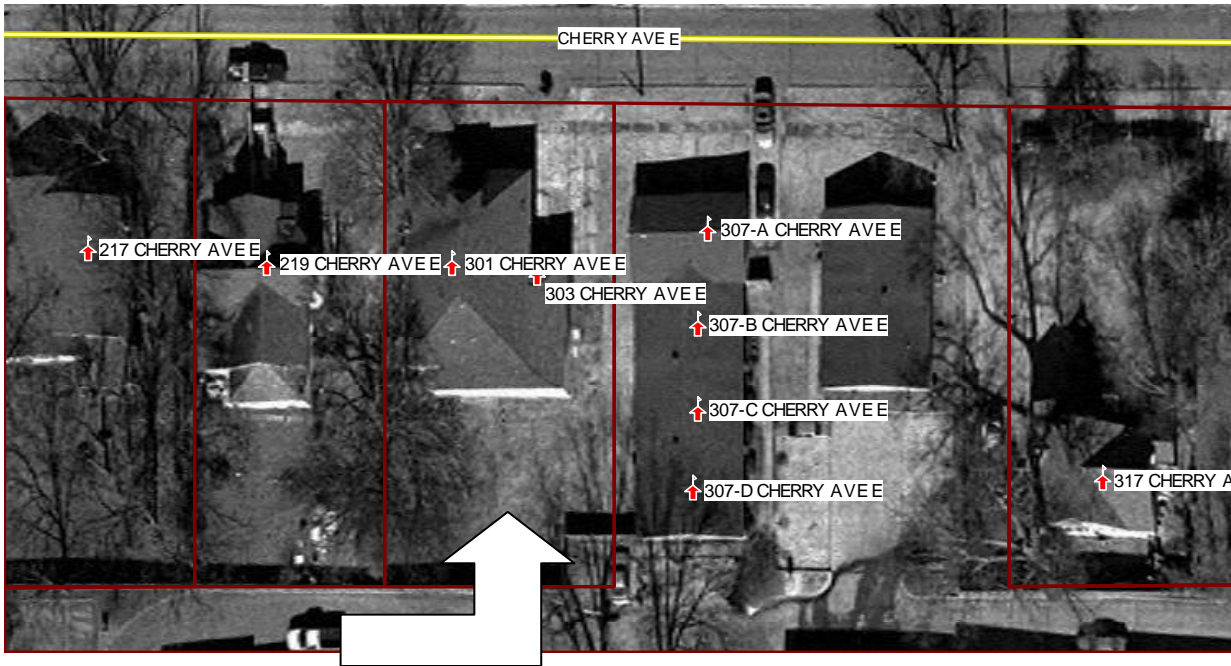 CHERRY AVE E
217 CHERRY AVE E
219 CHERRY AVE E
301 CHERRY AVE E
303 CHERRY AVE E
307-A CHERRY AVE E
307-B CHERRY AVE E
307-C CHERRY AVE E
307-D CHERRY AVE E
317 CHERRY A